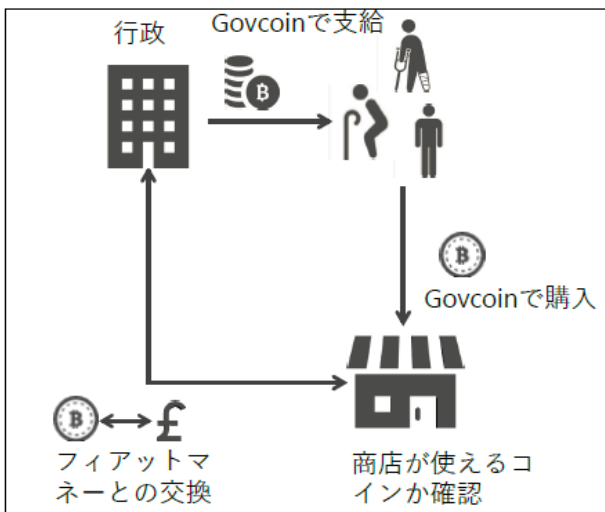 Govcoinで支給
行政
Govcoinで購入
フィアットマ
ネーとの交換
商店が使えるコ
インか確認